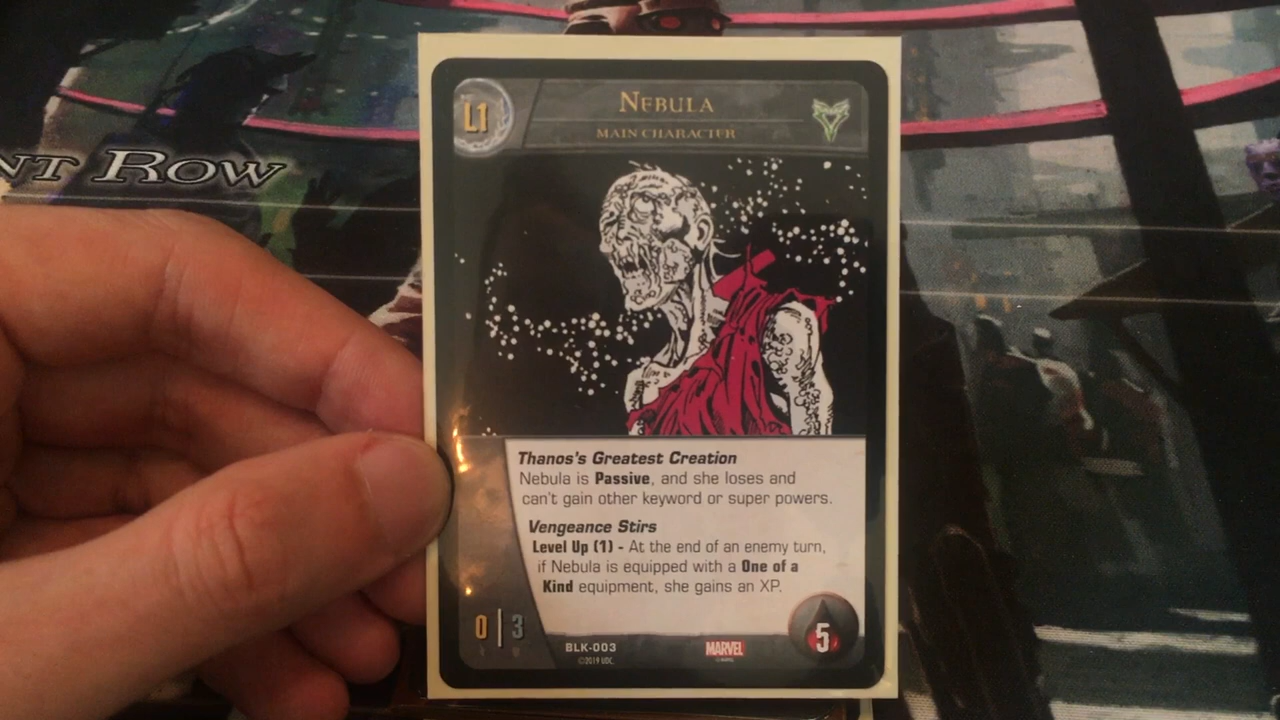 NT ROW
L1
NEBULA
MAIN CHARACTER
Thanos's Greatest Creation
Nebula is Passive, and she loses and
can't gain other keyword or super powers.
Vengeance Stirs
Level Up (1) - At the end of an enemy turn,
if Nebula is equipped with a One of a
Kind equipment, she gains an XP.
0 | 3
BLK-003
©2019 UDC.
MARVEL
© MARVEL
5